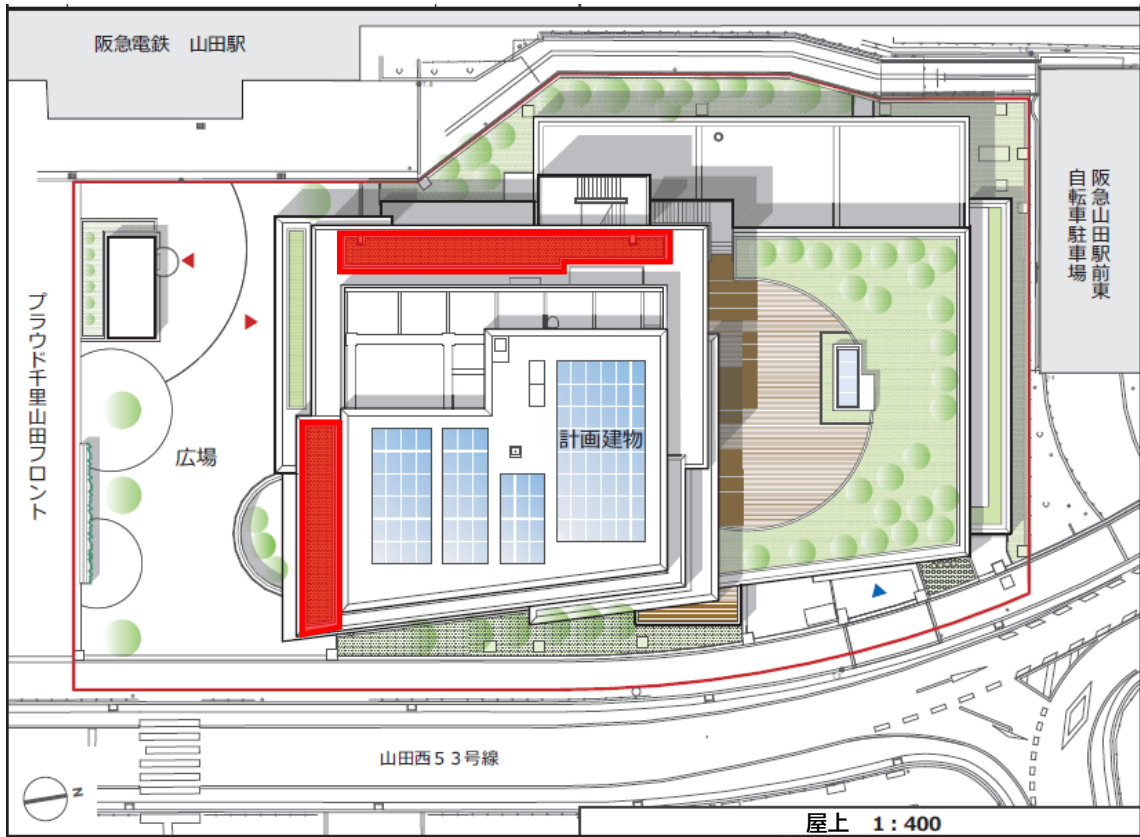 阪急電鉄　山田駅
阪急山田駅前東
自転車駐車場
プラウド千里山田フロント
広場
計画建物
山田西５３号線
N
屋上　1：400